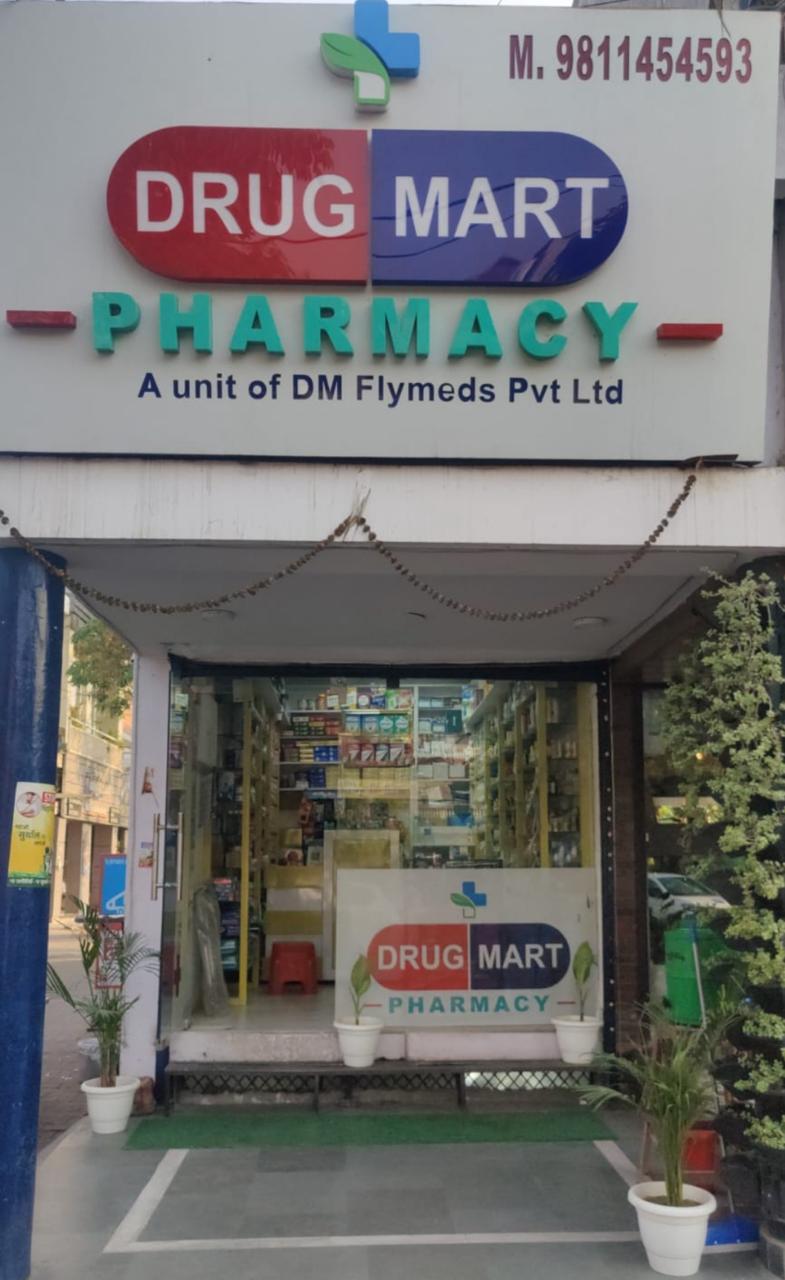 M. 9811454593
DRUG MART
PHARMACY
A unit of DM Flymeds Pvt Ltd
DRUG MART
PHARMACY